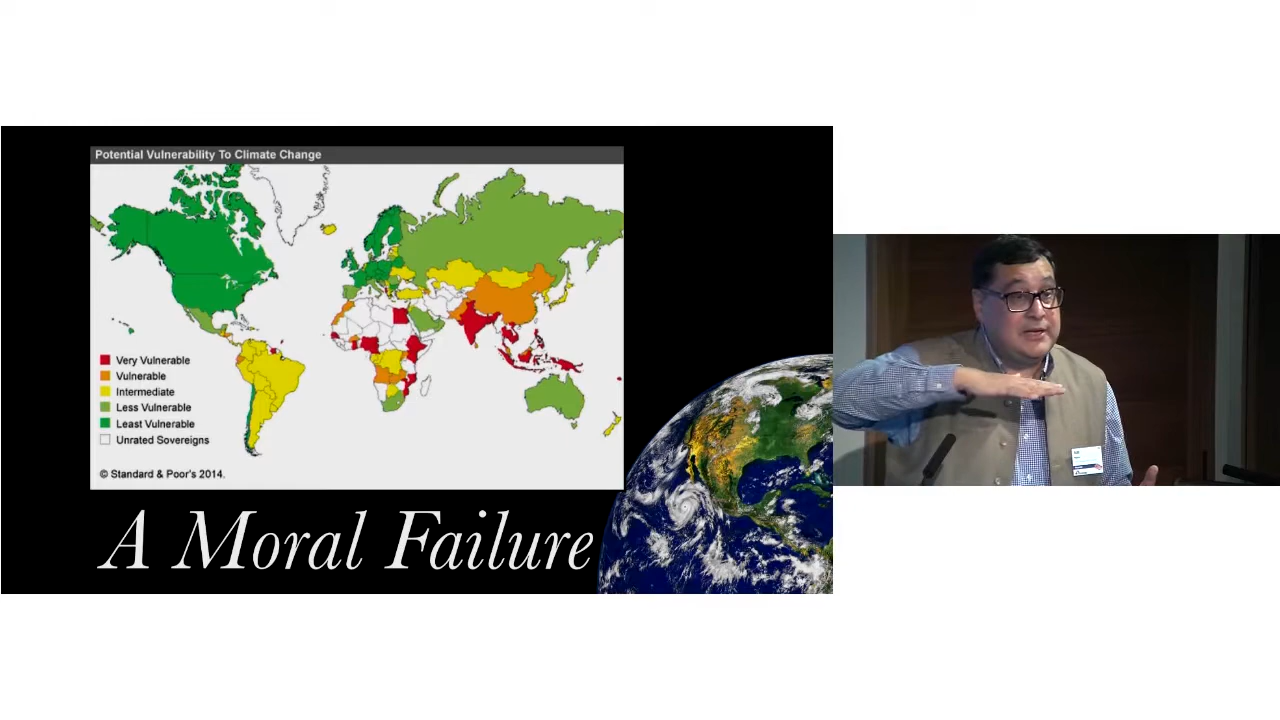 Potential Vulnerability To Climate Change
Very Vulnerable
Vulnerable
Intermediate
Less Vulnerable
Least Vulnerable
Unrated Sovereigns
© Standard & Poor's 2014.
A Moral Failure